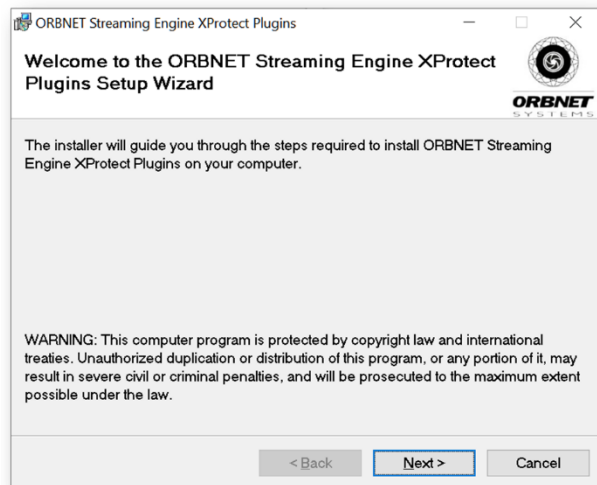 ORBNET Streaming Engine XProtect Plugins
Welcome to the ORBNET Streaming Engine XProtect
Plugins Setup Wizard
ORBNET
SYSTEMS
The installer will guide you through the steps required to install ORBNET Streaming
Engine XProtect Plugins on your computer.
WARNING: This computer program is protected by copyright law and international
treaties. Unauthorized duplication or distribution of this program, or any portion of it, may
result in severe civil or criminal penalties, and will be prosecuted to the maximum extent
possible under the law.
< Back
Next >
Cancel